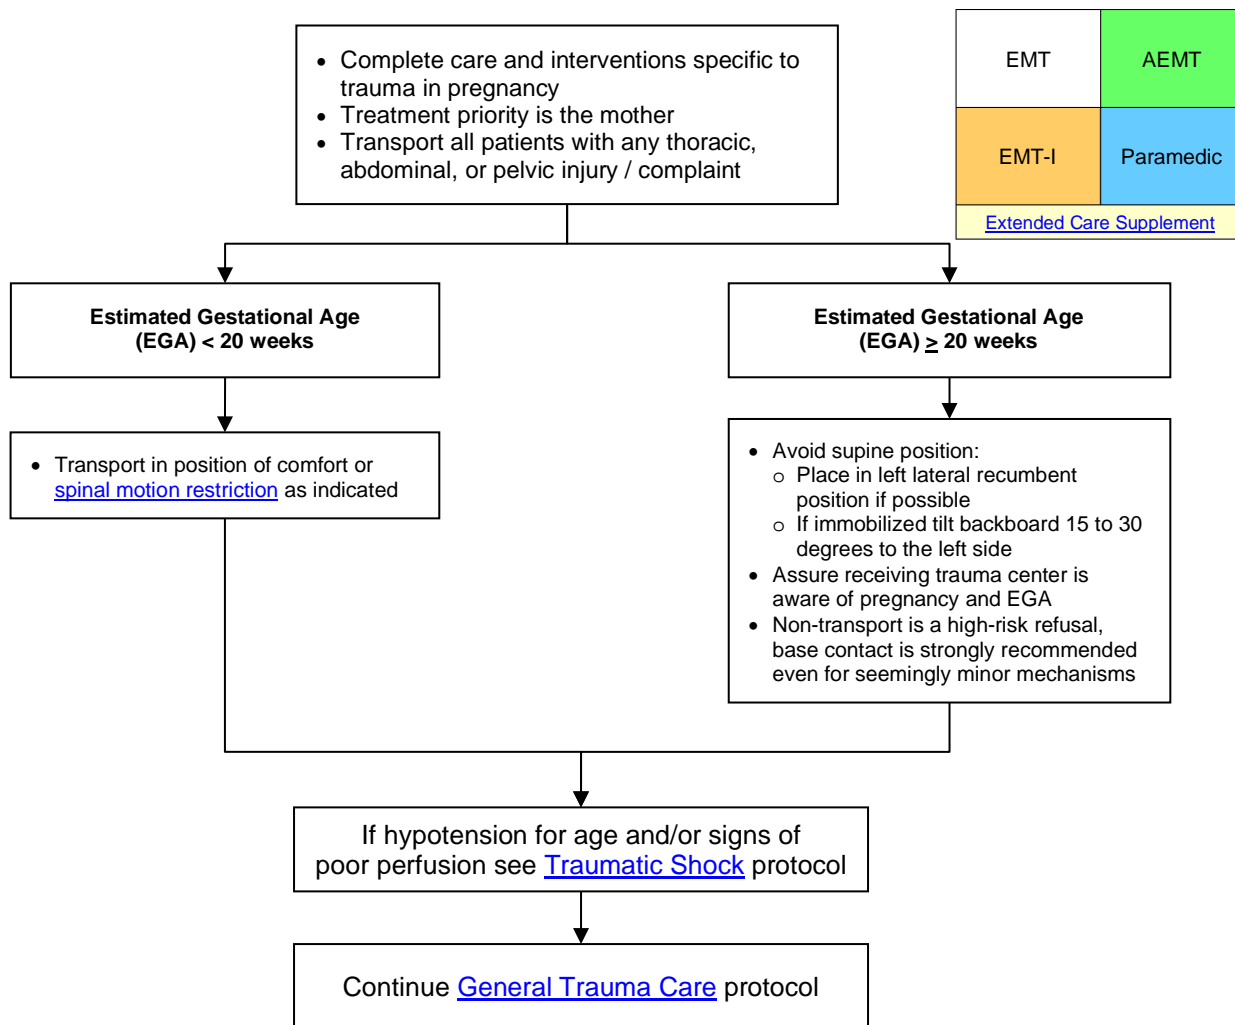 • Complete care and interventions specific to
trauma in pregnancy
• Treatment priority is the mother
• Transport all patients with any thoracic,
abdominal, or pelvic injury / complaint
EMT
AEMT
EMT-I
Paramedic
Extended Care Supplement
Estimated Gestational Age
(EGA) < 20 weeks
Estimated Gestational Age
(EGA) ≥ 20 weeks
• Transport in position of comfort or
spinal motion restriction as indicated
• Avoid supine position:
o Place in left lateral recumbent
position if possible
o If immobilized tilt backboard 15 to 30
degrees to the left side
• Assure receiving trauma center is
aware of pregnancy and EGA
• Non-transport is a high-risk refusal,
base contact is strongly recommended
even for seemingly minor mechanisms
If hypotension for age and/or signs of
poor perfusion see Traumatic Shock protocol
Continue General Trauma Care protocol